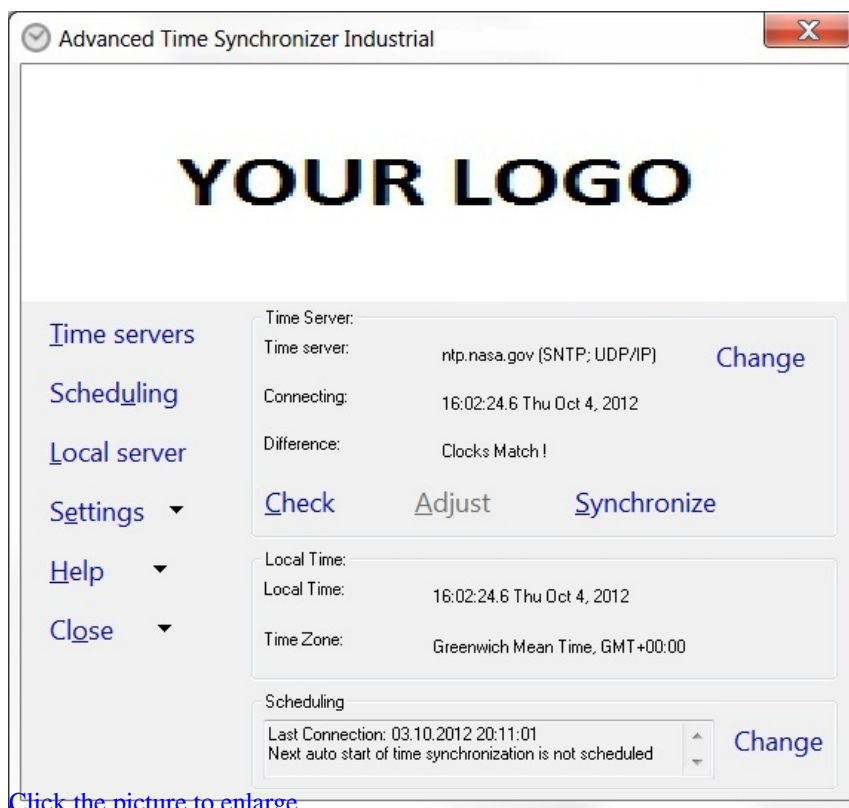 Advanced Time Synchronizer Industrial
X
YOUR LOGO
Time servers
Scheduling
Local server
Settings
Help
Close
Time Server:
Time server: ntp.nasa.gov (SNTP; UDP/IP) Change
Connecting: 16:02:24.6 Thu Oct 4, 2012
Difference: Clocks Match !
Check Adjust Synchronize
Local Time:
Local Time: 16:02:24.6 Thu Oct 4, 2012
Time Zone: Greenwich Mean Time, GMT+00:00
Scheduling
Last Connection: 03.10.2012 20:11:01
Next auto start of time synchronization is not scheduled
Change
Click the picture to enlarge